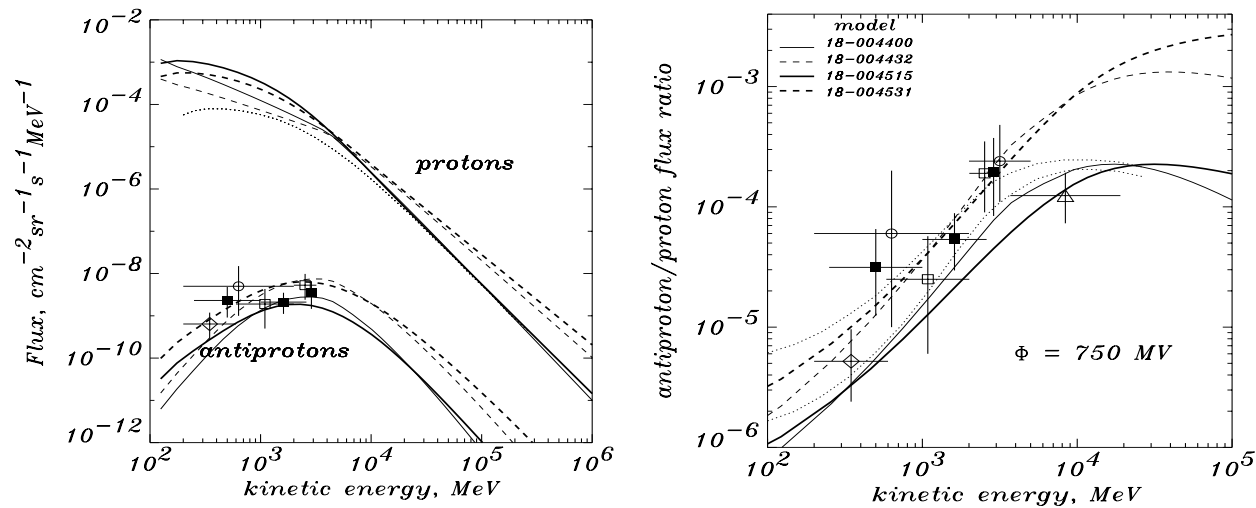 10^-2
10^-4
10^-6
10^-8
10^-10
10^-12
Flux, cm^-2 sr^-1 s^-1 MeV^-1
protons
antiprotons
10^2 10^3 10^4 10^5 10^6
kinetic energy, MeV
model
18-004400
18-004432
18-004515
18-004531
10^-3
10^-4
10^-5
10^-6
antiproton/proton flux ratio
Φ = 750 MV
10^2 10^3 10^4 10^5
kinetic energy, MeV